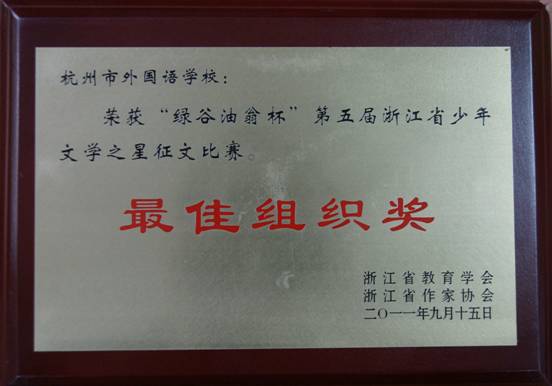 杭州市外国语学校：
荣获“绿谷油翁杯”第五届浙江省少年
文学之星征文比赛。
最佳组织奖
浙江省教育学会
浙江省作家协会
二〇一一年九月十五日